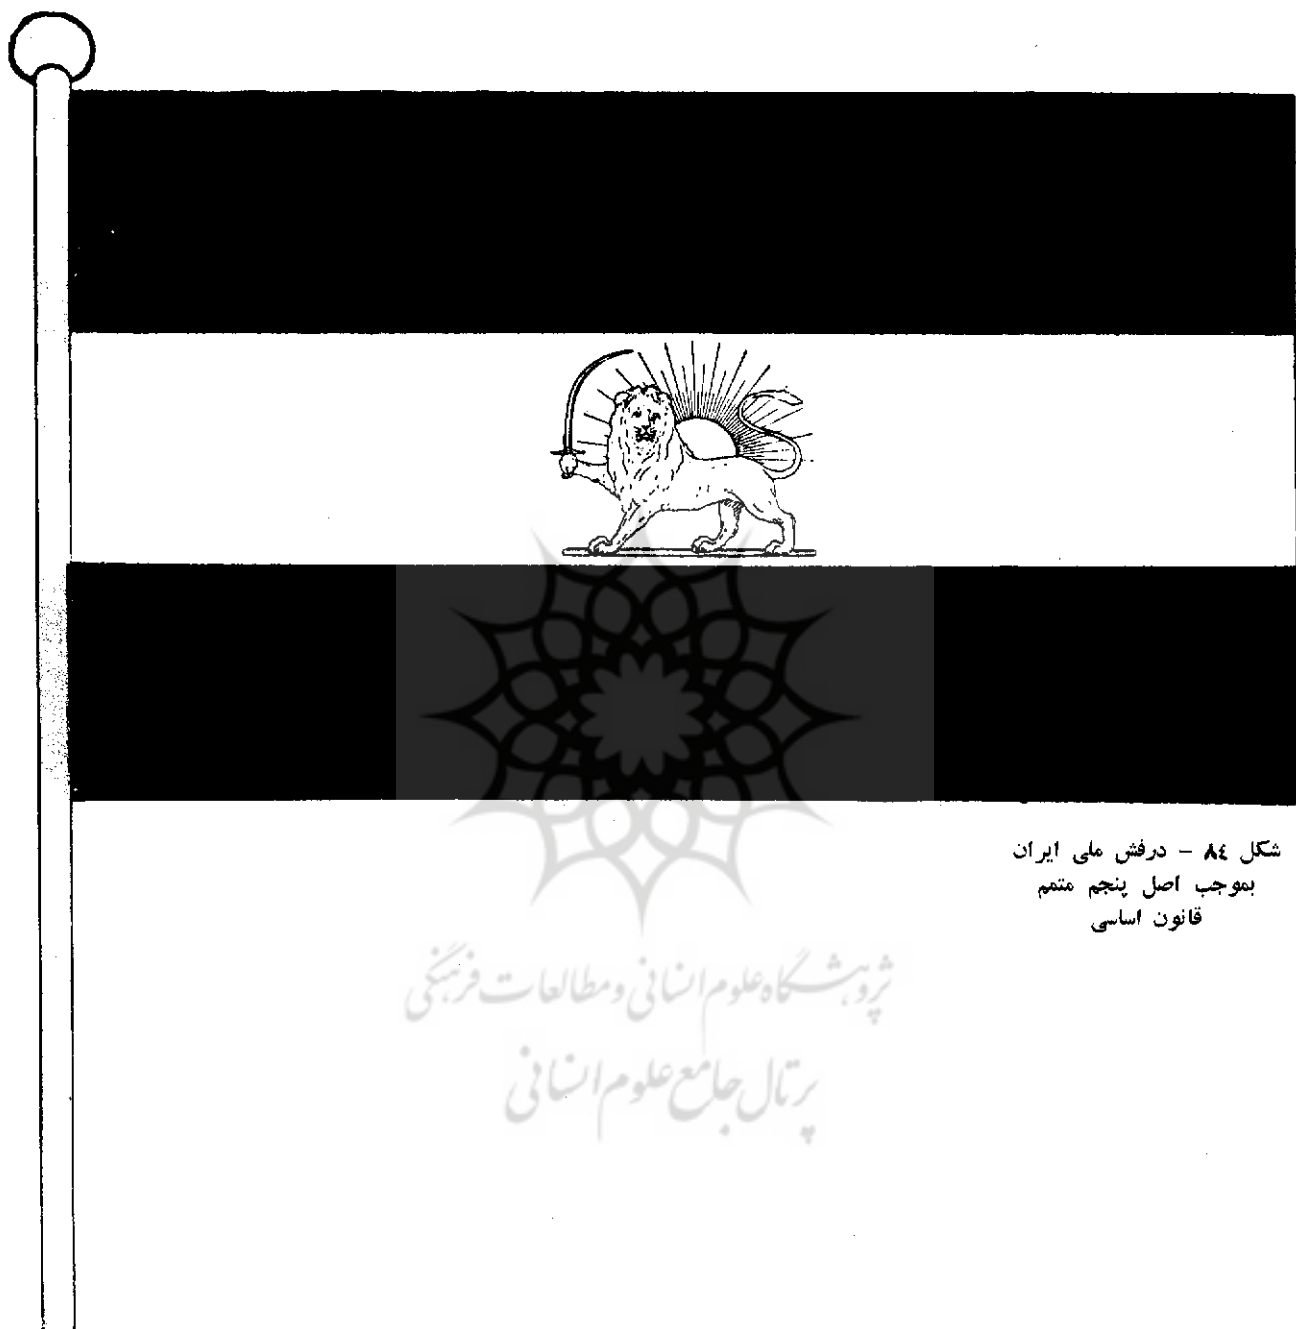 شکل ٨٤ – درفش ملی ایران
بموجب اصل پنجم متمم
قانون اساسی
پژوهشگاه علوم انسانی و مطالعات فرهنگی
پرتال جامع علوم انسانی